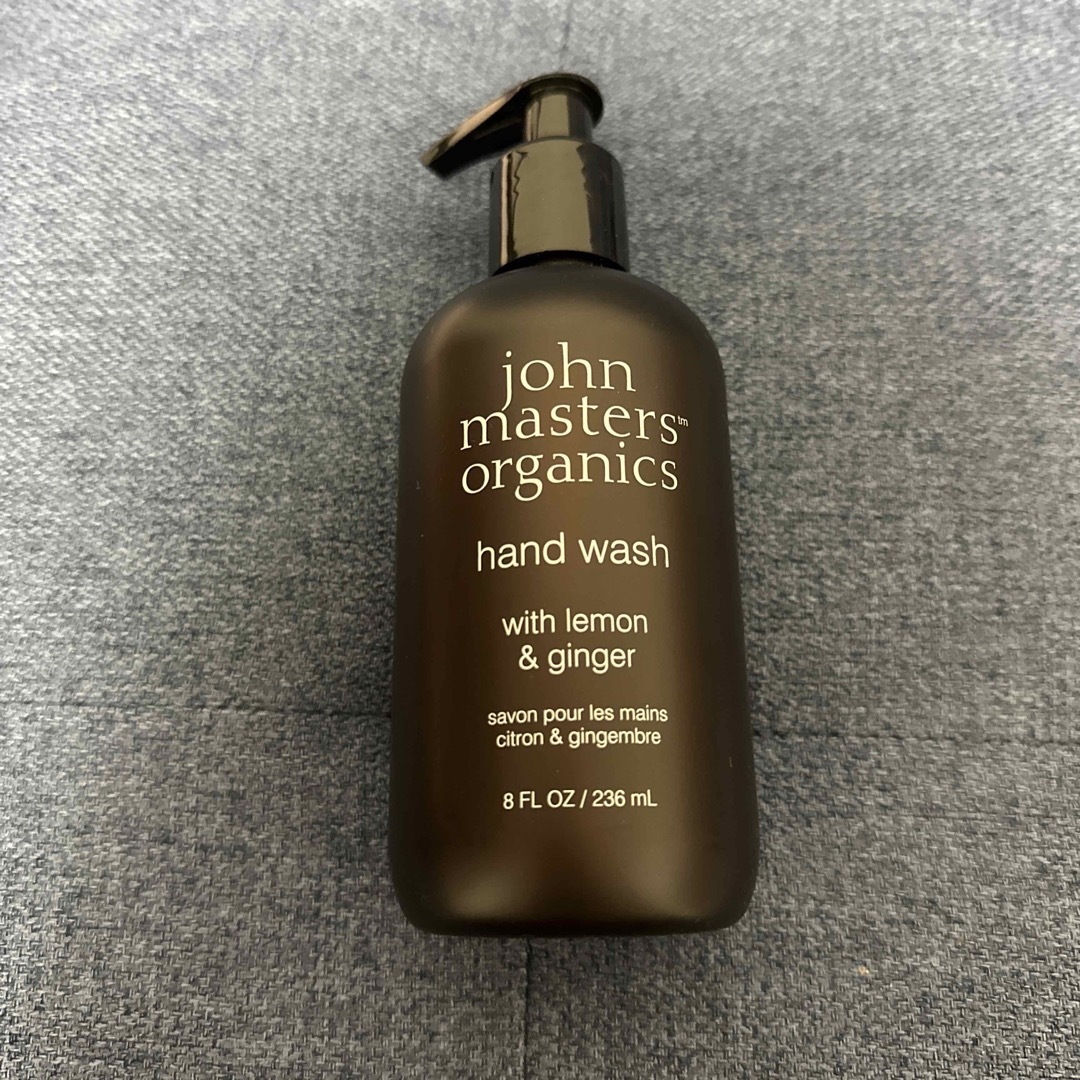 john
masters™
organics
hand wash
with lemon
& ginger
savon pour les mains
citron & gingembre
8 FL OZ / 236 mL